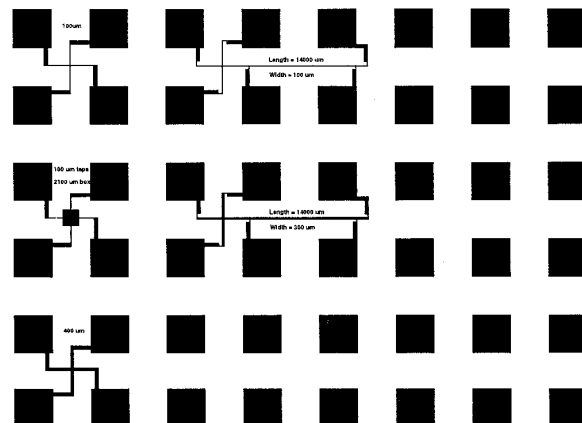 100um
Length = 14000 um
Width = 100 um
100 um taps
2100 um box
Length = 14000 um
Width = 350 um
400 um